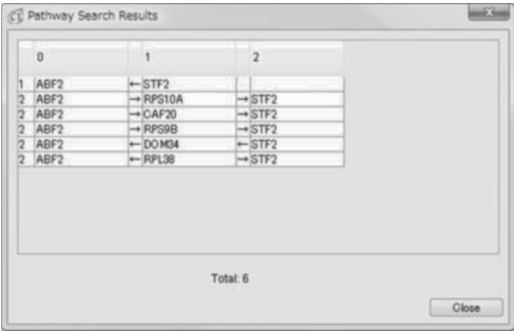 Pathway Search Results
0 1 2
1 ABF2 ← STF2
2 ABF2 → RPS10A → STF2
2 ABF2 → CAF20 → STF2
2 ABF2 → RPS9B → STF2
2 ABF2 ← DOM34 ← STF2
2 ABF2 ← RPL38 → STF2
Total: 6
Close